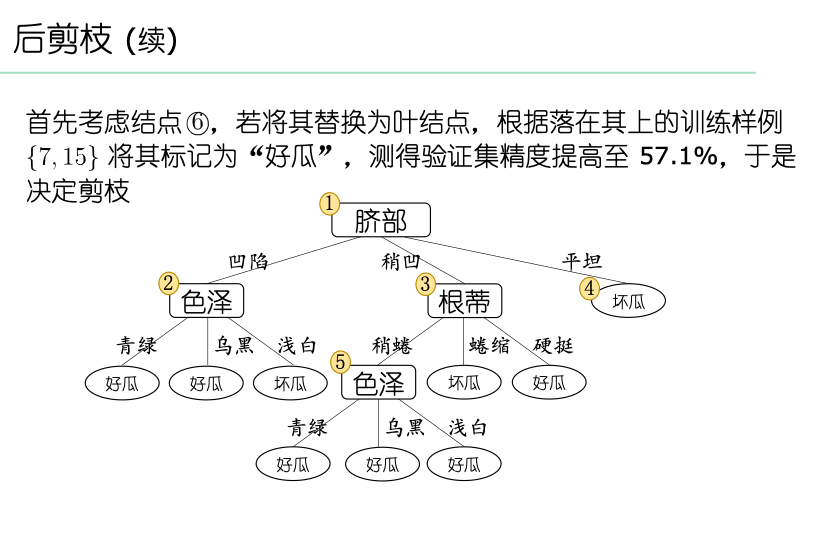 后剪枝 (续)
首先考虑结点⑥，若将其替换为叶结点，根据落在其上的训练样例
{7, 15} 将其标记为“好瓜”，测得验证集精度提高至 57.1%，于是
决定剪枝
1
脐部
凹陷 稍凹 平坦
2 3 4
色泽 根蒂 坏瓜
青绿 乌黑 浅白 稍蜷 蜷缩 硬挺
5
好瓜 好瓜 坏瓜 色泽 坏瓜 好瓜
青绿 乌黑 浅白
好瓜 好瓜 好瓜